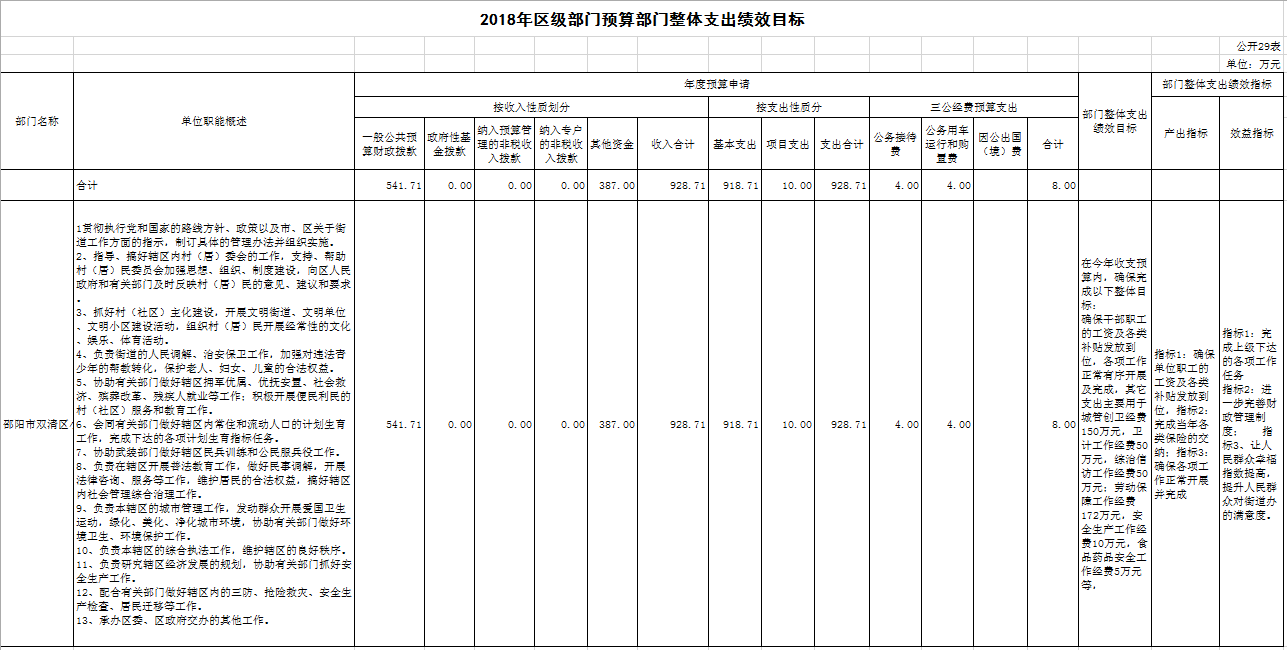 2018年区级部门预算部门整体支出绩效目标
公开29表
单位：万元
部门名称
单位职能概述
年度预算申请
部门整体支出
绩效目标
部门整体支出绩效指标
按收入性质划分
按支出性质分
三公经费预算支出
产出指标
效益指标
一般公共预
算财政拨款
政府性基
金拨款
纳入预算管
理的非税收
入拨款
纳入专户
的非税收
入拨款
其他资金
收入合计
基本支出
项目支出
支出合计
公务接待
费
公务用车
运行和购
置费
因公出国
（境）费
合计
合计
541.71
0.00
0.00
0.00
387.00
928.71
918.71
10.00
928.71
4.00
4.00
8.00
邵阳市双清区
1贯彻执行党和国家的路线方针、政策以及市、区关于街
道工作方面的指示，制订具体的管理办法并组织实施。
2、指导、搞好辖区内村（居）委会的工作，支持、帮助
村（居）民委员会加强思想、组织、制度建设，向区人民
政府和有关部门及时反映村（居）民的意见、建议和要求
。
3、抓好村（社区）主化建设，开展文明街道、文明单位
、文明小区建设活动，组织村（居）民开展经常性的文化
、娱乐、体育活动。
4、负责街道的人民调解、治安保卫工作，加强对违法青
少年的帮教转化，保护老人、妇女、儿童的合法权益。
5、协助有关部门做好辖区拥军优属、优抚安置、社会救
济、殡葬改革、残疾人就业等工作；积极开展便民利民的
村（社区）服务和教育工作。
6、会同有关部门做好辖区内常住和流动人口的计划生育
工作，完成下达的各项计划生育指标任务。
7、协助武装部门做好辖区民兵训练和公民服兵役工作。
8、负责在辖区开展普法教育工作，做好民事调解，开展
法律咨询、服务等工作，维护居民的合法权益，搞好辖区
内社会管理综合治理工作。
9、负责本辖区的城市管理工作，发动群众开展爱国卫生
运动，绿化、美化、净化城市环境，协助有关部门做好环
境卫生、环境保护工作。
10、负责本辖区的综合执法工作，维护辖区的良好秩序。
11、负责研究辖区经济发展的规划，协助有关部门抓好安
全生产工作。
12、配合有关部门做好辖区内的三防、抢险救灾、安全生
产检查、居民迁移等工作。
13、承办区委、区政府交办的其他工作。
541.71
0.00
0.00
0.00
387.00
928.71
918.71
10.00
928.71
4.00
4.00
8.00
在今年收支预
算内，确保完
成以下整体目
标：
确保干部职工
的工资及各类
补贴发放到
位，各项工作
正常有序开展
及完成，其它
支出主要用于
城管创卫经费
150万元，卫
计工作经费50
万元，综治信
访工作经费50
万元；劳动保
障工作经费
172万元，安
全生产工作经
费10万元，食
品药品安全工
作经费5万元
等，
指标1：确保
单位职工的
工资及各类
补贴发放到
位，指标2：
完成当年各
类保险的交
纳；指标3：
确保各项工
作正常开展
并完成
指标1：完
成上级下达
的各项工作
任务
指标2：进
一步完善财
政管理制
度； 指
标3、让人
民群众幸福
指数提高，
提升人民群
众对街道办
的满意度。